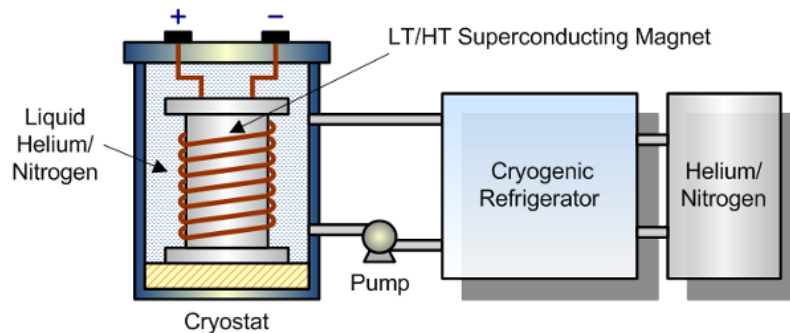 + −
LT/HT Superconducting Magnet
Liquid
Helium/
Nitrogen
Cryogenic
Refrigerator
Helium/
Nitrogen
Pump
Cryostat